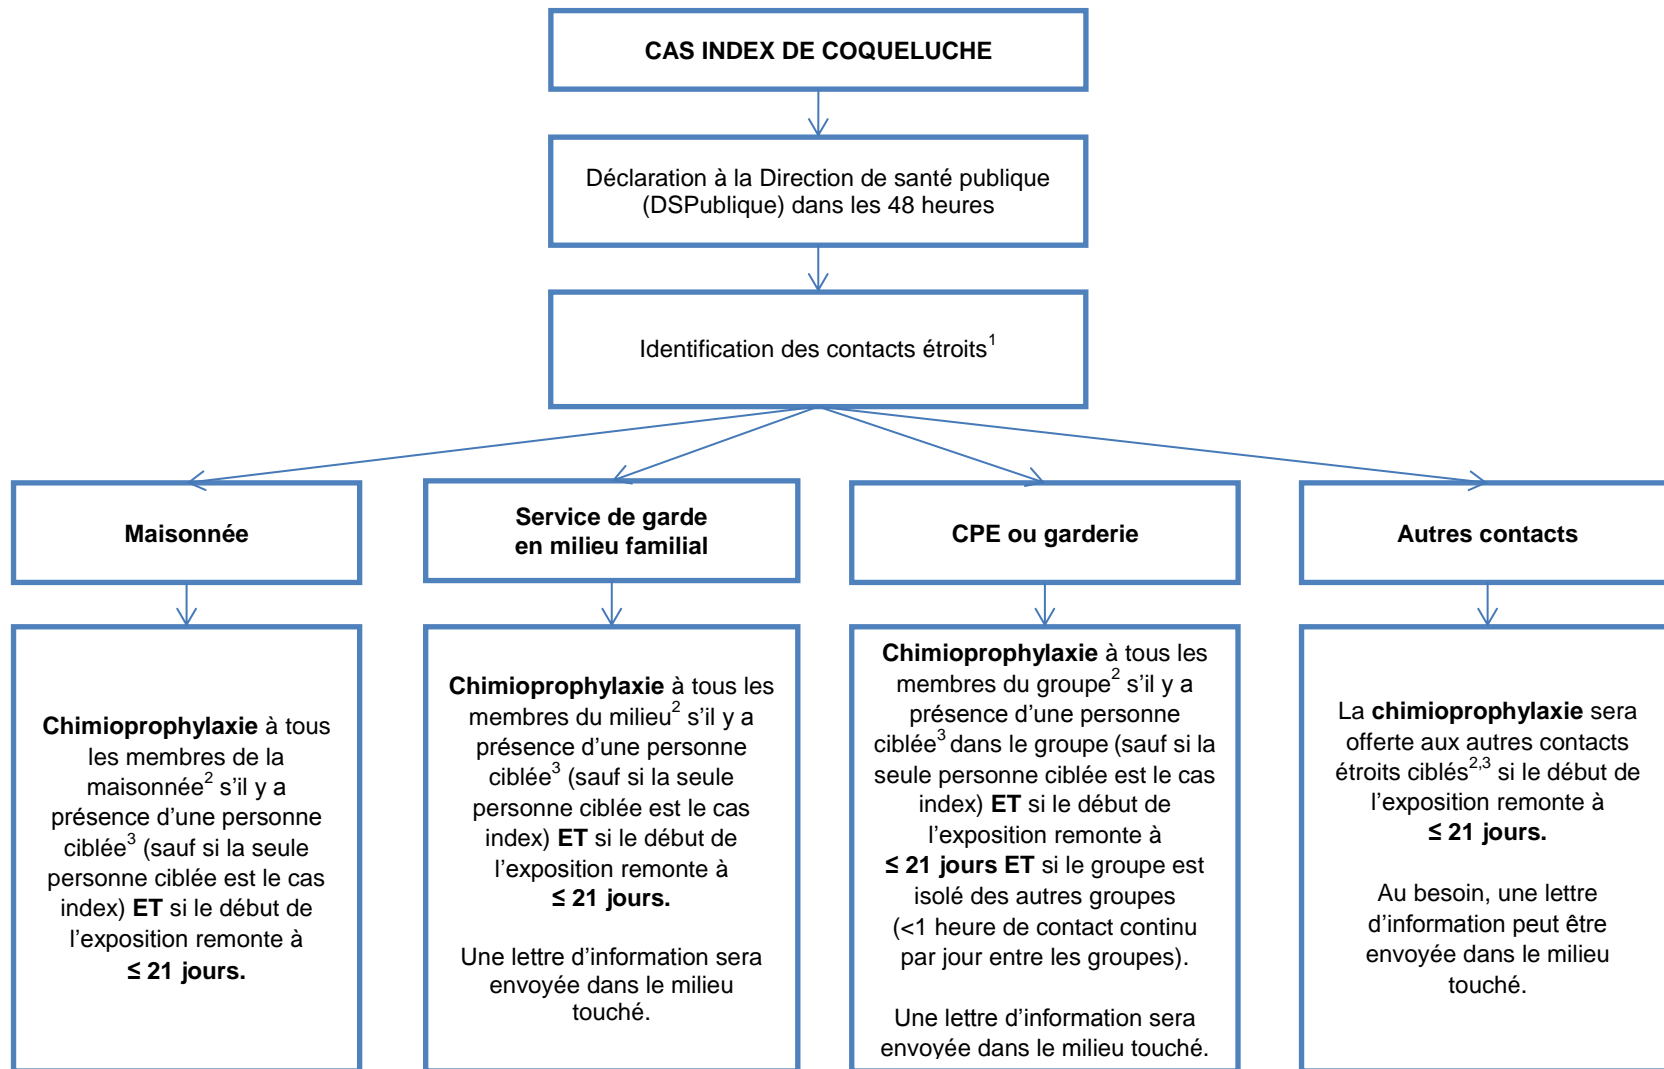 CAS INDEX DE COQUELUCHE
Déclaration à la Direction de santé publique
(DSPublique) dans les 48 heures
Identification des contacts étroits1
Maisonnée
Service de garde
en milieu familial
CPE ou garderie
Autres contacts
Chimioprophylaxie à tous
les membres de la
maisonnée2 s’il y a
présence d’une personne
ciblée3 (sauf si la seule
personne ciblée est le cas
index) ET si le début de
l’exposition remonte à
≤ 21 jours.
Chimioprophylaxie à tous les
membres du milieu2 s’il y a
présence d’une personne
ciblée3 (sauf si la seule
personne ciblée est le cas
index) ET si le début de
l’exposition remonte à
≤ 21 jours.
Une lettre d’information sera
envoyée dans le milieu
touché.
Chimioprophylaxie à tous les
membres du groupe2 s’il y a
présence d’une personne
ciblée3 dans le groupe (sauf si la
seule personne ciblée est le cas
index) ET si le début de
l’exposition remonte à
≤ 21 jours ET si le groupe est
isolé des autres groupes
(<1 heure de contact continu
par jour entre les groupes).
Une lettre d’information sera
envoyée dans le milieu touché.
La chimioprophylaxie sera
offerte aux autres contacts
étroits ciblés2,3 si le début de
l’exposition remonte à
≤ 21 jours.
Au besoin, une lettre
d’information peut être
envoyée dans le milieu
touché.